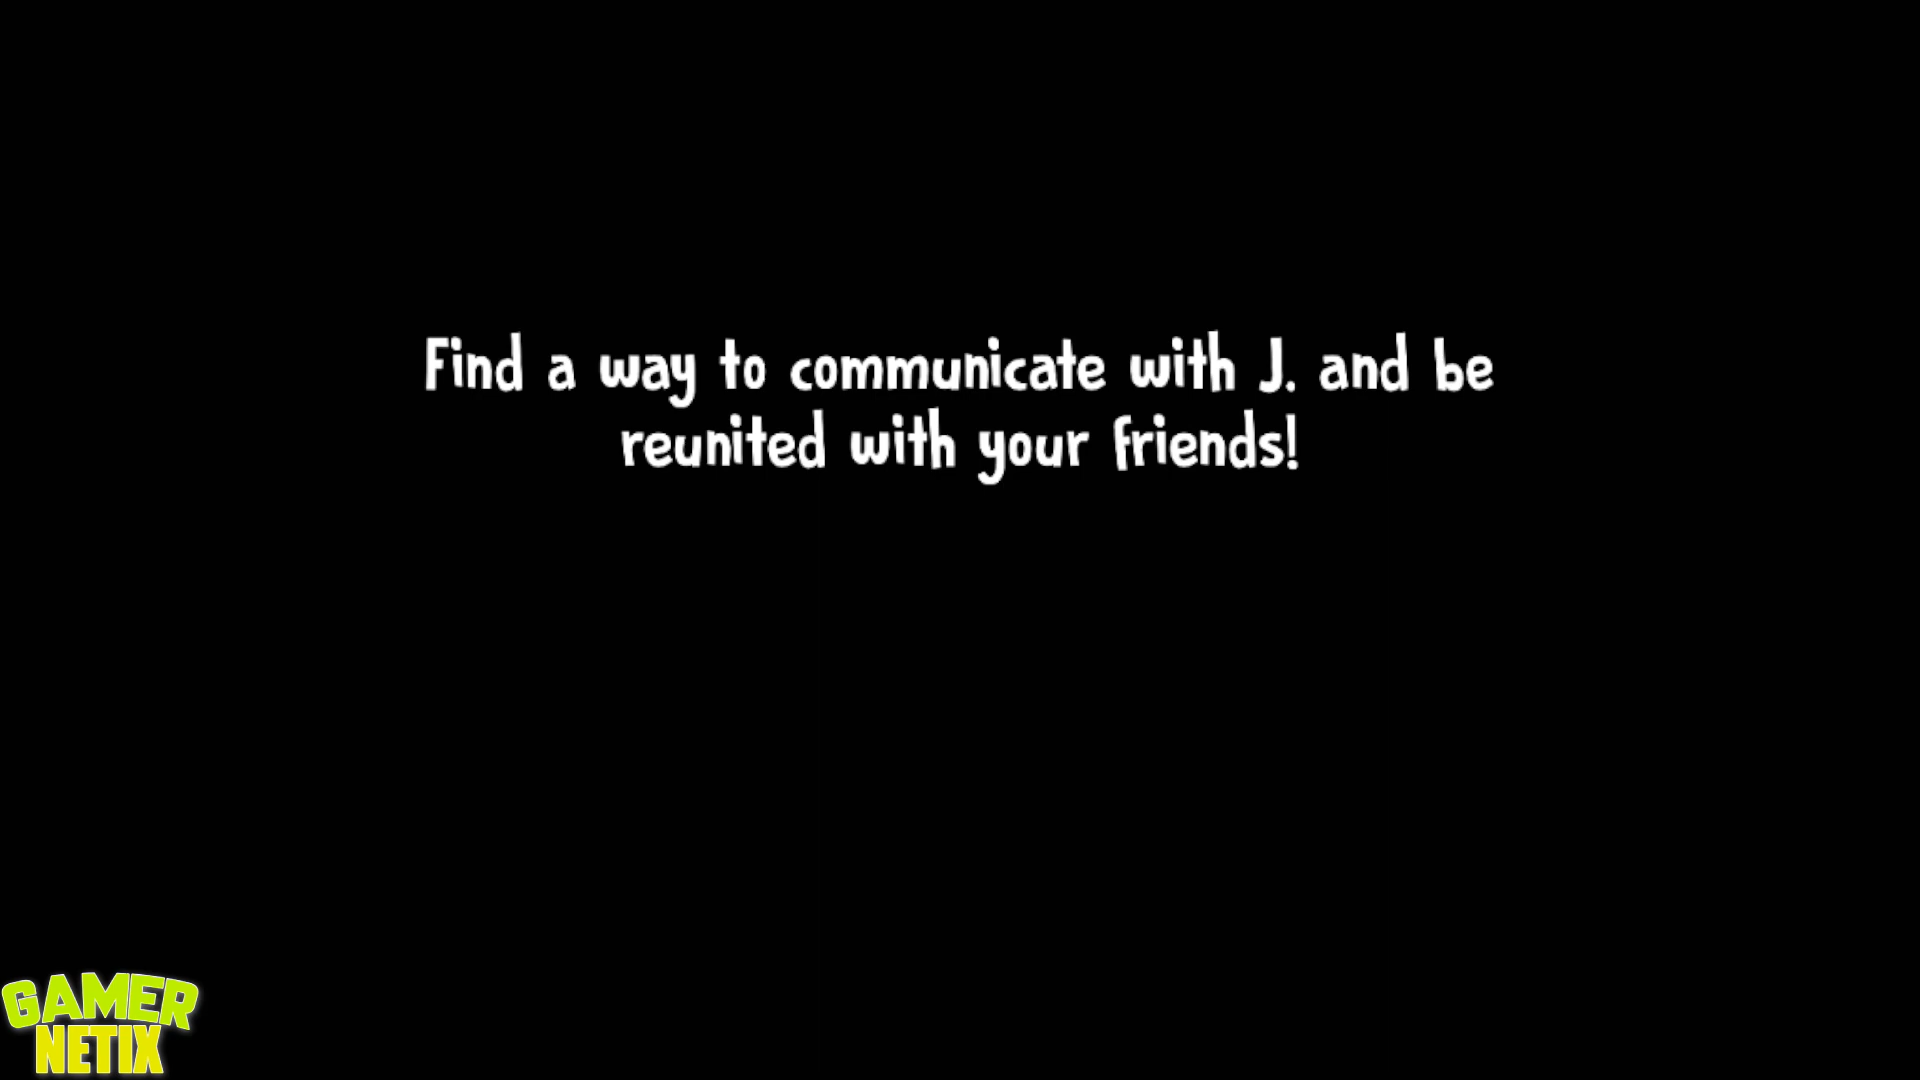 Find a way to communicate with J. and be
reunited with your friends!
GAMER
NETIX